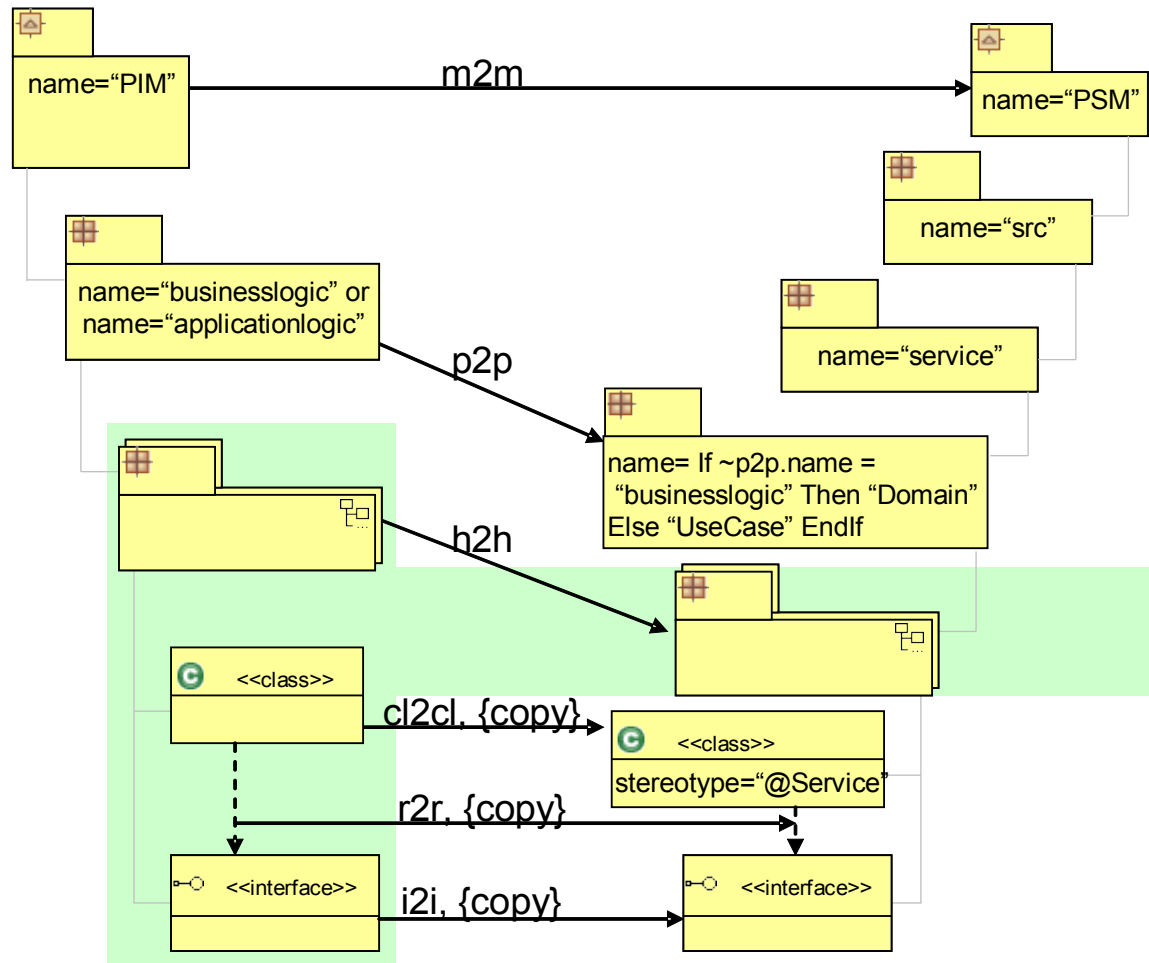 name=“PIM”
m2m
name=“PSM”
name=“src”
name=“businesslogic” or
name=“applicationlogic”
name=“service”
p2p
name= If ~p2p.name =
“businesslogic” Then “Domain”
Else “UseCase” EndIf
...
h2h
...
<<class>>
cl2cl, {copy}
C
<<class>>
C
stereotype=“@Service”
r2r, {copy}
<<interface>>
<<interface>>
i2i, {copy}